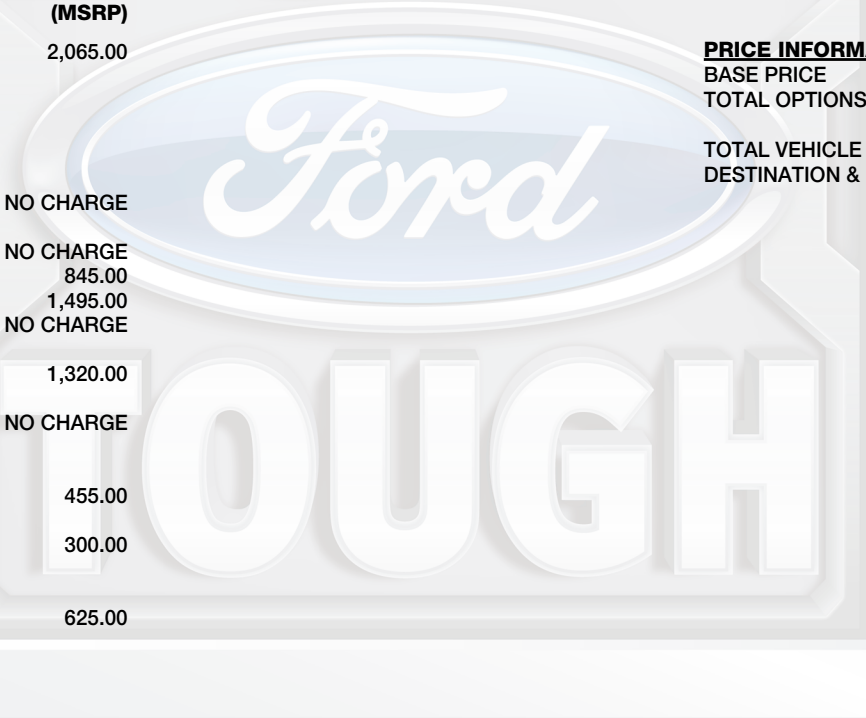 (MSRP)
2,065.00
NO CHARGE
NO CHARGE
845.00
1,495.00
NO CHARGE
1,320.00
NO CHARGE
455.00
300.00
625.00
PRICE INFORM
BASE PRICE
TOTAL OPTIONS
TOTAL VEHICLE
DESTINATION &
Ford
TOUGH